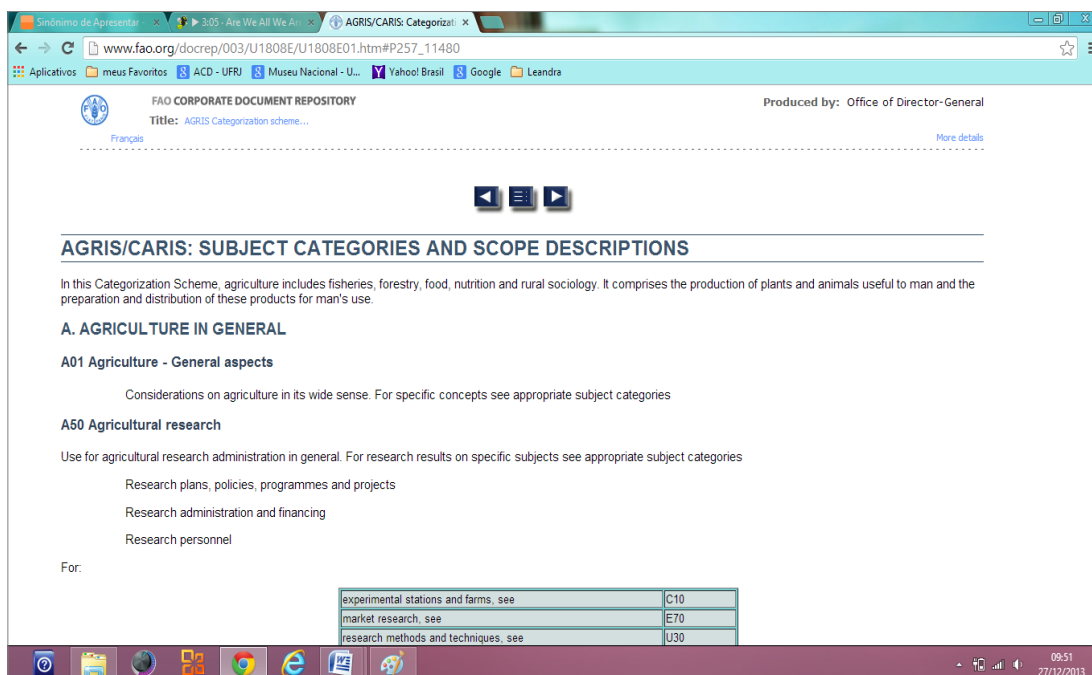 Sinônimo de Apresentar - 
3:05 - Are We All We Are
AGRIS/CARIS: Categorizati
www.fao.org/docrep/003/U1808E/U1808E01.htm#P257_11480
Aplicativos meus Favoritos ACD - UFRJ Museu Nacional - U... Yahoo! Brasil Google Leandra
FAO CORPORATE DOCUMENT REPOSITORY
Produced by: Office of Director-General
Title: AGRIS Categorization scheme...
Français
More details
AGRIS/CARIS: SUBJECT CATEGORIES AND SCOPE DESCRIPTIONS
In this Categorization Scheme, agriculture includes fisheries, forestry, food, nutrition and rural sociology. It comprises the production of plants and animals useful to man and the
preparation and distribution of these products for man's use.
A. AGRICULTURE IN GENERAL
A01 Agriculture - General aspects
Considerations on agriculture in its wide sense. For specific concepts see appropriate subject categories
A50 Agricultural research
Use for agricultural research administration in general. For research results on specific subjects see appropriate subject categories
Research plans, policies, programmes and projects
Research administration and financing
Research personnel
For:
experimental stations and farms, see C10
market research, see E70
research methods and techniques, see U30
09:51
27/12/2013